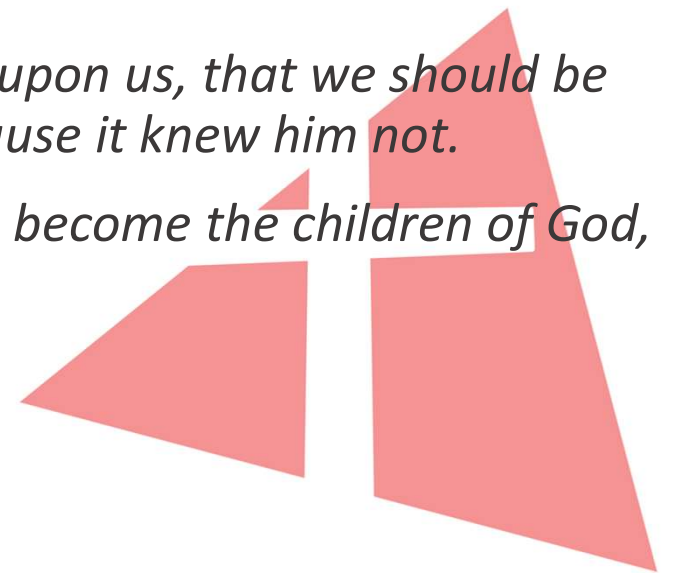 upon us, that we should be
use it knew him not.
become the children of God,